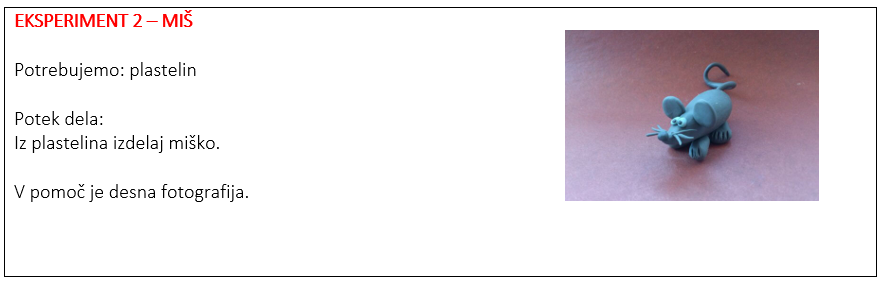 EKSPERIMENT 2 – MIŠ
Potrebujemo: plastelin
Potek dela:
Iz plastelina izdelaj miško.
V pomoč je desna fotografija.